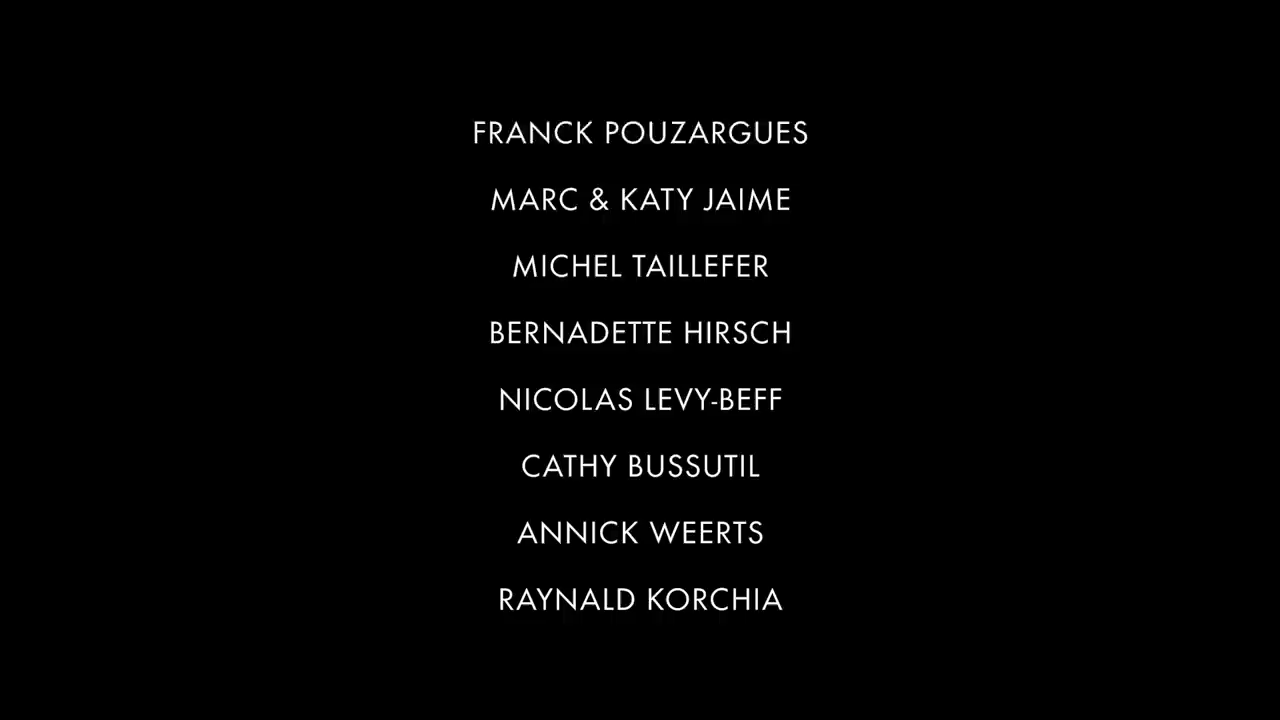 FRANCK POUZARGUES
MARC & KATY JAIME
MICHEL TAILLEFER
BERNADETTE HIRSCH
NICOLAS LEVY-BEFF
CATHY BUSSUTIL
ANNICK WEERTS
RAYNALD KORCHIA